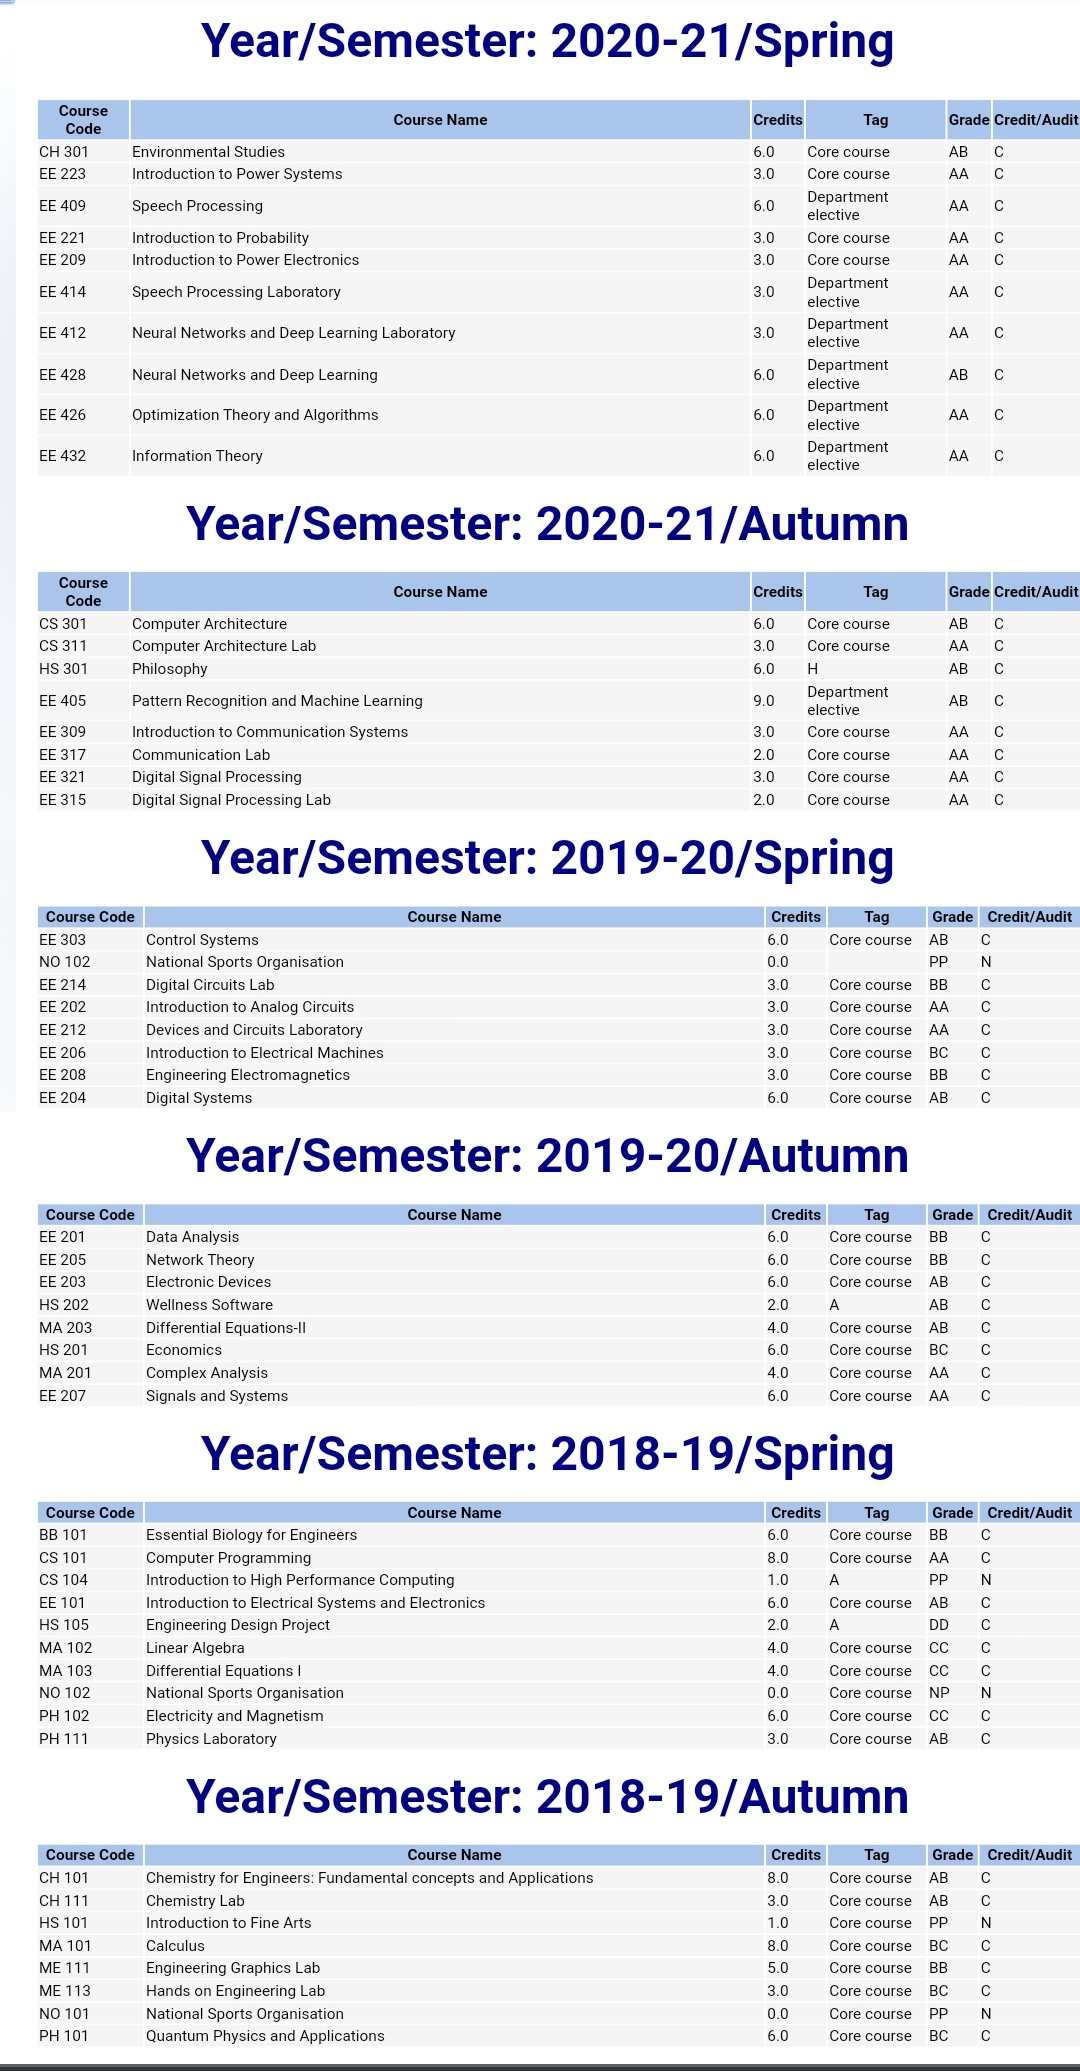 Year/Semester: 2020-21/Spring
Course Code Course Name Credits Tag Grade Credit/Audit
CH 301 Environmental Studies 6.0 Core course AB C
EE 223 Introduction to Power Systems 3.0 Core course AA C
EE 409 Speech Processing 6.0 Department elective AA C
EE 221 Introduction to Probability 3.0 Core course AA C
EE 209 Introduction to Power Electronics 3.0 Core course AA C
EE 414 Speech Processing Laboratory 3.0 Department elective AA C
EE 412 Neural Networks and Deep Learning Laboratory 3.0 Department elective AA C
EE 428 Neural Networks and Deep Learning 6.0 Department elective AB C
EE 426 Optimization Theory and Algorithms 6.0 Department elective AA C
EE 432 Information Theory 6.0 Department elective AA C
Year/Semester: 2020-21/Autumn
Course Code Course Name Credits Tag Grade Credit/Audit
CS 301 Computer Architecture 6.0 Core course AB C
CS 311 Computer Architecture Lab 3.0 Core course AA C
HS 301 Philosophy 6.0 H AB C
EE 405 Pattern Recognition and Machine Learning 9.0 Department elective AB C
EE 309 Introduction to Communication Systems 3.0 Core course AA C
EE 317 Communication Lab 2.0 Core course AA C
EE 321 Digital Signal Processing 3.0 Core course AA C
EE 315 Digital Signal Processing Lab 2.0 Core course AA C
Year/Semester: 2019-20/Spring
Course Code Course Name Credits Tag Grade Credit/Audit
EE 303 Control Systems 6.0 Core course AB C
NO 102 National Sports Organisation 0.0 PP N
EE 214 Digital Circuits Lab 3.0 Core course BB C
EE 202 Introduction to Analog Circuits 3.0 Core course AA C
EE 212 Devices and Circuits Laboratory 3.0 Core course AA C
EE 206 Introduction to Electrical Machines 3.0 Core course BC C
EE 208 Engineering Electromagnetics 3.0 Core course BB C
EE 204 Digital Systems 6.0 Core course AB C
Year/Semester: 2019-20/Autumn
Course Code Course Name Credits Tag Grade Credit/Audit
EE 201 Data Analysis 6.0 Core course BB C
EE 205 Network Theory 6.0 Core course BB C
EE 203 Electronic Devices 6.0 Core course AB C
HS 202 Wellness Software 2.0 A AB C
MA 203 Differential Equations-II 4.0 Core course AB C
HS 201 Economics 6.0 Core course BC C
MA 201 Complex Analysis 4.0 Core course AA C
EE 207 Signals and Systems 6.0 Core course AA C
Year/Semester: 2018-19/Spring
Course Code Course Name Credits Tag Grade Credit/Audit
BB 101 Essential Biology for Engineers 6.0 Core course BB C
CS 101 Computer Programming 8.0 Core course AA C
CS 104 Introduction to High Performance Computing 1.0 A PP N
EE 101 Introduction to Electrical Systems and Electronics 6.0 Core course AB C
HS 105 Engineering Design Project 2.0 A DD C
MA 102 Linear Algebra 4.0 Core course CC C
MA 103 Differential Equations I 4.0 Core course CC C
NO 102 National Sports Organisation 0.0 Core course NP N
PH 102 Electricity and Magnetism 6.0 Core course CC C
PH 111 Physics Laboratory 3.0 Core course AB C
Year/Semester: 2018-19/Autumn
Course Code Course Name Credits Tag Grade Credit/Audit
CH 101 Chemistry for Engineers: Fundamental concepts and Applications 8.0 Core course AB C
CH 111 Chemistry Lab 3.0 Core course AB C
HS 101 Introduction to Fine Arts 1.0 Core course PP N
MA 101 Calculus 8.0 Core course BC C
ME 111 Engineering Graphics Lab 5.0 Core course BB C
ME 113 Hands on Engineering Lab 3.0 Core course BC C
NO 101 National Sports Organisation 0.0 Core course PP N
PH 101 Quantum Physics and Applications 6.0 Core course BC C